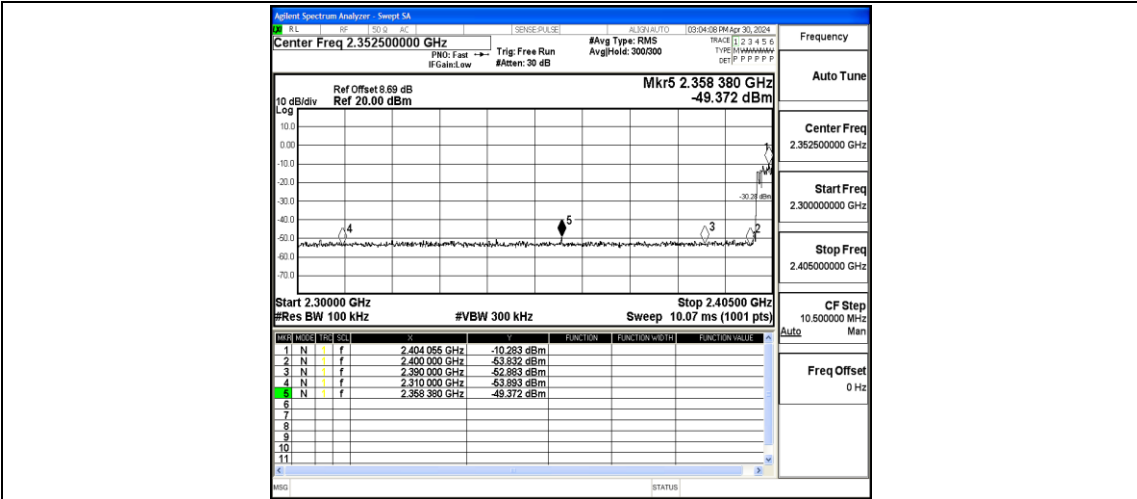 Agilent Spectrum Analyzer - Swept SA
RL RF 50 Ω AC SENSE:PULSE ALIGN AUTO 03:04:08 PM Apr 30, 2024
Center Freq 2.352500000 GHz
#Avg Type: RMS
TRACE 1 2 3 4 5 6
PNO: Fast Trig: Free Run Avg|Hold: 300/300
TYPE M
IFGain:Low #Atten: 30 dB
DET P P P P P P
Mkr5 2.358 380 GHz
-49.372 dBm
Ref Offset 8.69 dB
10 dB/div Ref 20.00 dBm
Log
10.0
0.00
-10.0
-20.0
-30.0
-40.0
-50.0
-60.0
-70.0
1
-30.28 dBm
4
5
3
2
Start 2.30000 GHz Stop 2.40500 GHz
#Res BW 100 kHz #VBW 300 kHz Sweep 10.07 ms (1001 pts)
MKR MODE TRC SCL X Y FUNCTION FUNCTION WIDTH FUNCTION VALUE
1 N 1 f 2.404 055 GHz -10.283 dBm
2 N 1 f 2.400 000 GHz -53.832 dBm
3 N 1 f 2.390 000 GHz -52.883 dBm
4 N 1 f 2.310 000 GHz -53.893 dBm
5 N 1 f 2.358 380 GHz -49.372 dBm
6
7
8
9
10
11
MSG STATUS
Frequency
Auto Tune
Center Freq
2.352500000 GHz
Start Freq
2.300000000 GHz
Stop Freq
2.405000000 GHz
CF Step
10.500000 MHz
Auto Man
Freq Offset
0 Hz